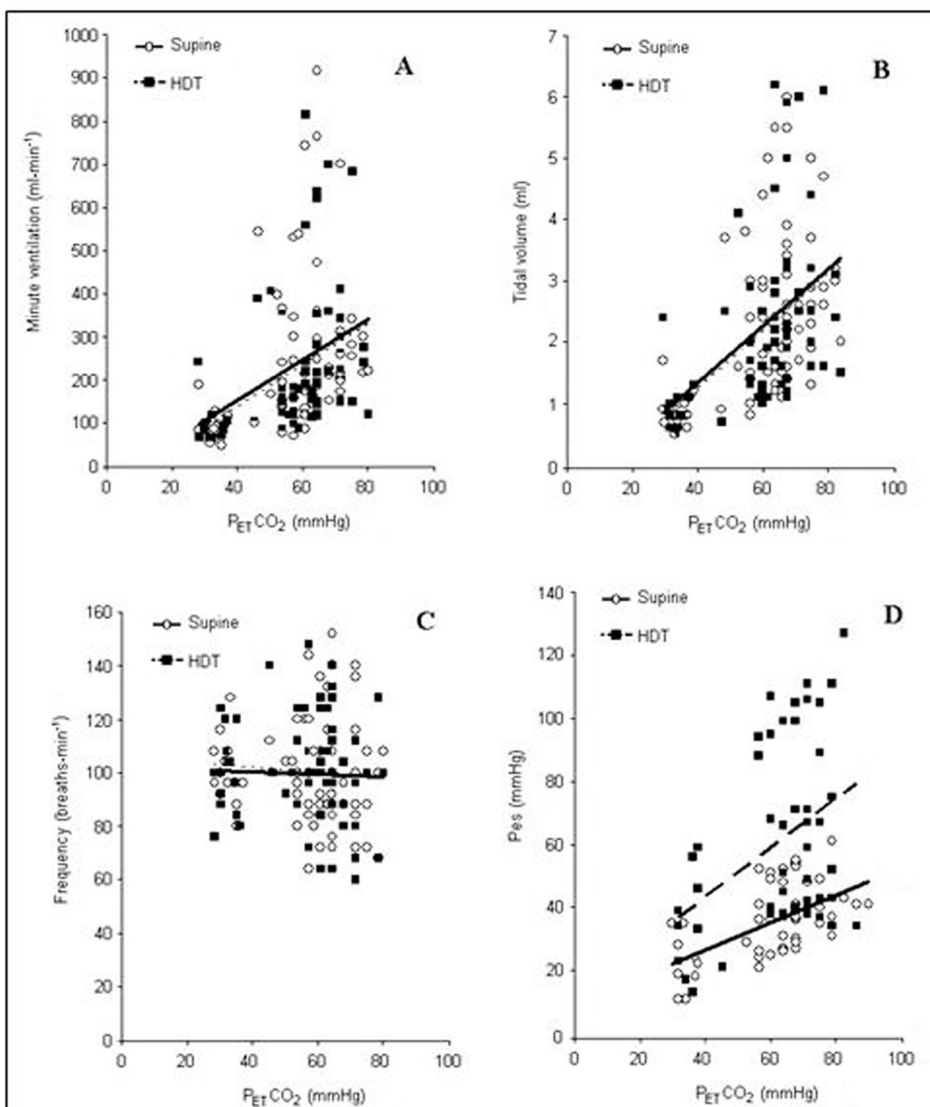 A
Supine
HDT
Minute ventilation (ml-min⁻¹)
1000
900
800
700
600
500
400
300
200
100
0
0 20 40 60 80 100
PETCO2 (mmHg)
B
Supine
HDT
Tidal volume (ml)
7
6
5
4
3
2
1
0
0 20 40 60 80 100
PETCO2 (mmHg)
C
Supine
HDT
Frequency (breaths-min⁻¹)
160
140
120
100
80
60
40
20
0
0 20 40 60 80 100
PETCO2 (mmHg)
D
Supine
HDT
Pes (mmHg)
140
120
100
80
60
40
20
0
0 20 40 60 80 100
PETCO2 (mmHg)